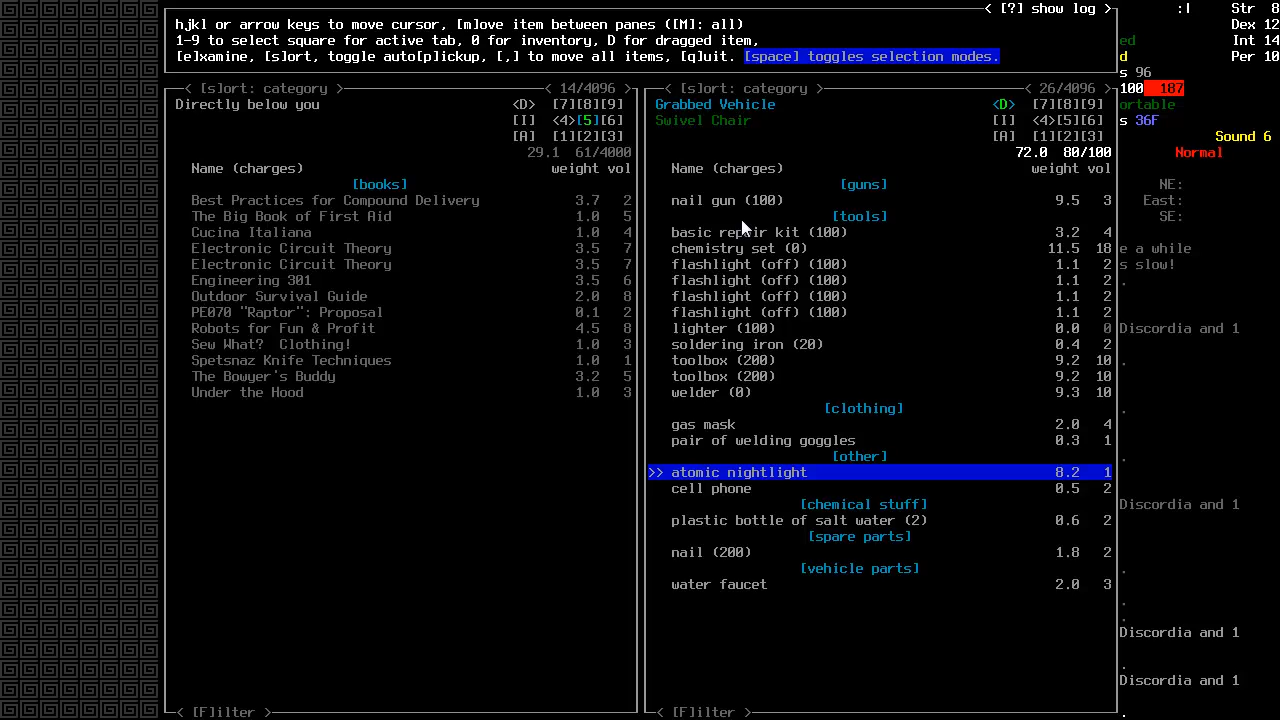 < [?] show log >
hjkl or arrow keys to move cursor, [m]ove item between panes ([M]: all)
1-9 to select square for active tab, 0 for inventory, D for dragged item,
[e]xamine, [s]ort, toggle auto[p]lickup, [,] to move all items, [q]uit. [space] toggles selection modes.
< [s]ort: category > < 14/4096 >
Directly below you <D> [7][8][9]
[I] <4>[5][6]
[A] [1][2][3]
29.1 61/4000
Name (charges) weight vol
[books]
Best Practices for Compound Delivery 3.7 2
The Big Book of First Aid 1.0 5
Cucina Italiana 1.0 4
Electronic Circuit Theory 3.5 7
Electronic Circuit Theory 3.5 7
Engineering 301 3.5 6
Outdoor Survival Guide 2.0 8
PE070 "Raptor": Proposal 0.1 2
Robots for Fun & Profit 4.5 8
Sew What? Clothing! 1.0 3
Spetsnaz Knife Techniques 1.0 1
The Bowyer's Buddy 3.2 5
Under the Hood 1.0 3
< [F]ilter >
< [s]ort: category > < 26/4096 >
Grabbed Vehicle <D> [7][8][9]
Swivel Chair [I] <4>[5][6]
[A] [1][2][3]
72.0 80/100
Name (charges) weight vol
[guns]
nail gun (100) 9.5 3
[tools]
basic repair kit (100) 3.2 4
chemistry set (0) 11.5 18
flashlight (off) (100) 1.1 2
flashlight (off) (100) 1.1 2
flashlight (off) (100) 1.1 2
flashlight (off) (100) 1.1 2
lighter (100) 0.0 0
soldering iron (20) 0.4 2
toolbox (200) 9.2 10
toolbox (200) 9.2 10
welder (0) 9.3 10
[clothing]
gas mask 2.0 4
pair of welding goggles 0.3 1
[other]
>> atomic nightlight 8.2 1
cell phone 0.5 2
[chemical stuff]
plastic bottle of salt water (2) 0.6 2
[spare parts]
nail (200) 1.8 2
[vehicle parts]
water faucet 2.0 3
< [F]ilter >
:! Str 8
Dex 12
ed Int 14
d Per 10
s 96
100 187
ortable
s 36F
Sound 6
Normal
NE:
East:
SE:
e a while
s slow!
.
Discordia and 1
.
.
.
Discordia and 1
.
.
.
Discordia and 1
.
Discordia and 1
.